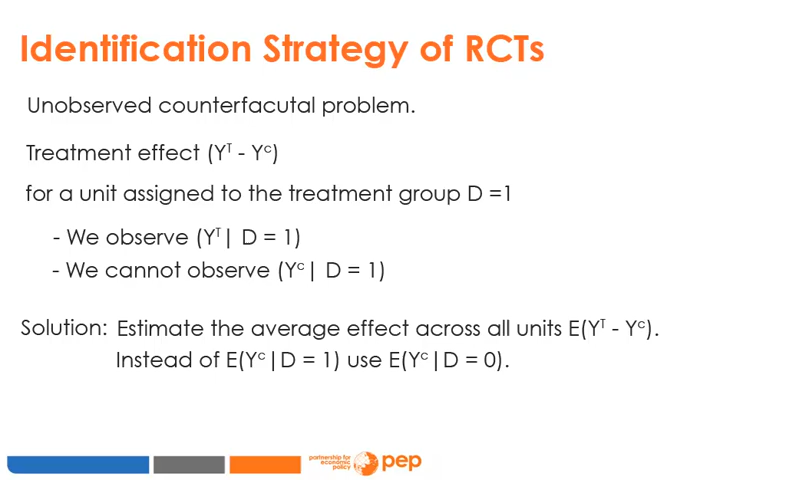 Identification Strategy of RCTs
Unobserved counterfacutal problem.
Treatment effect (Yᵀ - Yᶜ)
for a unit assigned to the treatment group D =1
- We observe (Yᵀ| D = 1)
- We cannot observe (Yᶜ| D = 1)
Solution: Estimate the average effect across all units E(Yᵀ - Yᶜ).
Instead of E(Yᶜ|D = 1) use E(Yᶜ|D = 0).
partnership for
economic
policy
pep